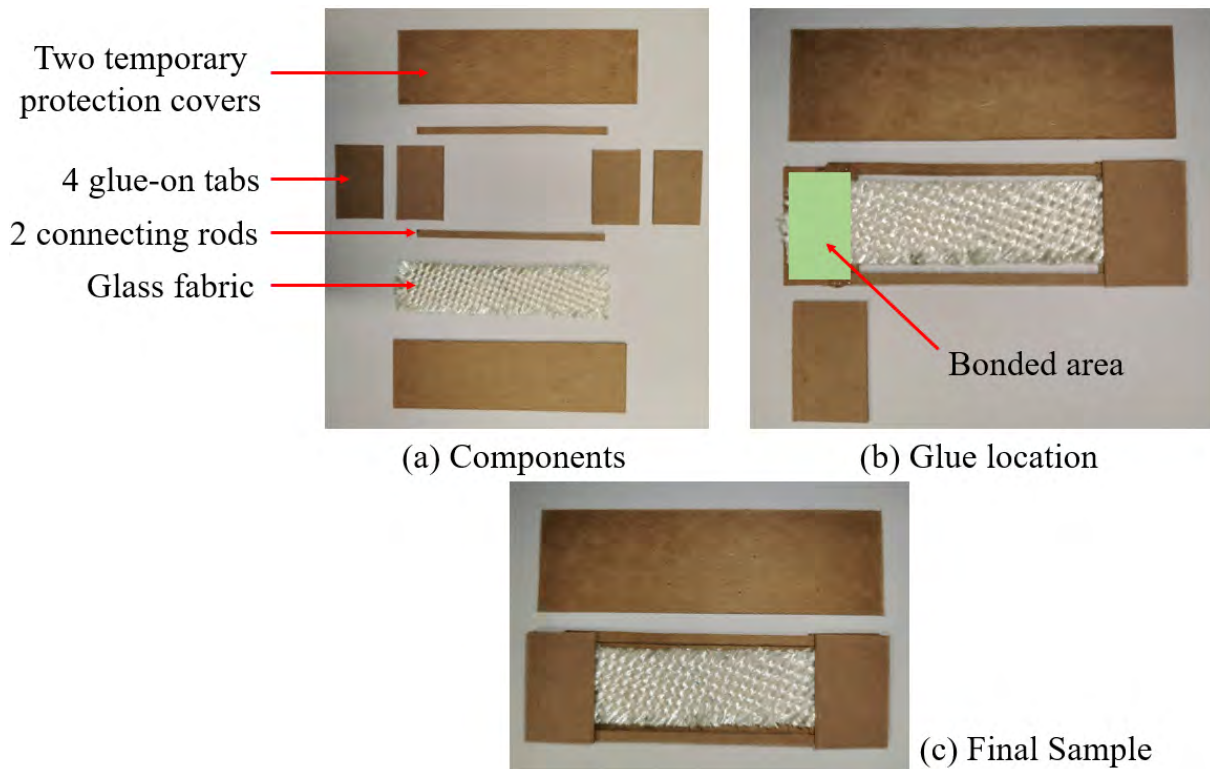 Two temporary
protection covers
4 glue-on tabs
2 connecting rods
Glass fabric
(a) Components
Bonded area
(b) Glue location
(c) Final Sample